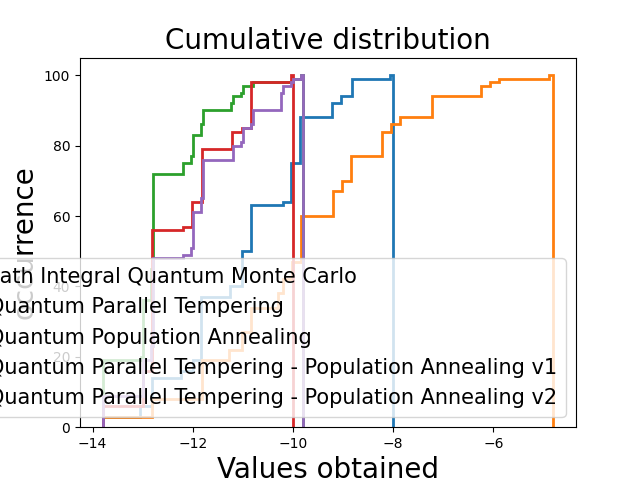 Cumulative distribution
100
80
60
40
20
0
occurrence
ath Integral Quantum Monte Carlo
Quantum Parallel Tempering
Quantum Population Annealing
Quantum Parallel Tempering - Population Annealing v1
Quantum Parallel Tempering - Population Annealing v2
−14
−12
−10
−8
−6
Values obtained